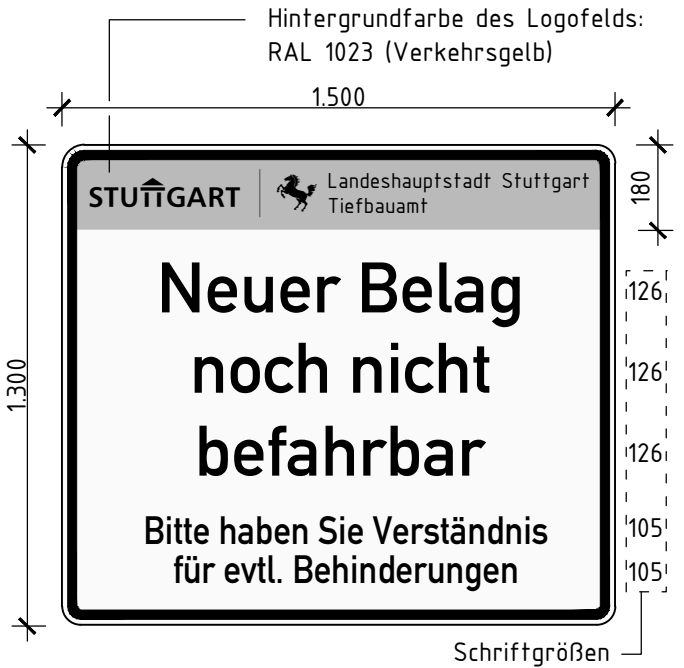 Hintergrundfarbe des Logofelds:
RAL 1023 (Verkehrsgelb)
1.500
STUTTGART
Landeshauptstadt Stuttgart
Tiefbauamt
180
Neuer Belag
126
noch nicht
126
1.300
befahrbar
126
Bitte haben Sie Verständnis
105
für evtl. Behinderungen
105
Schriftgrößen